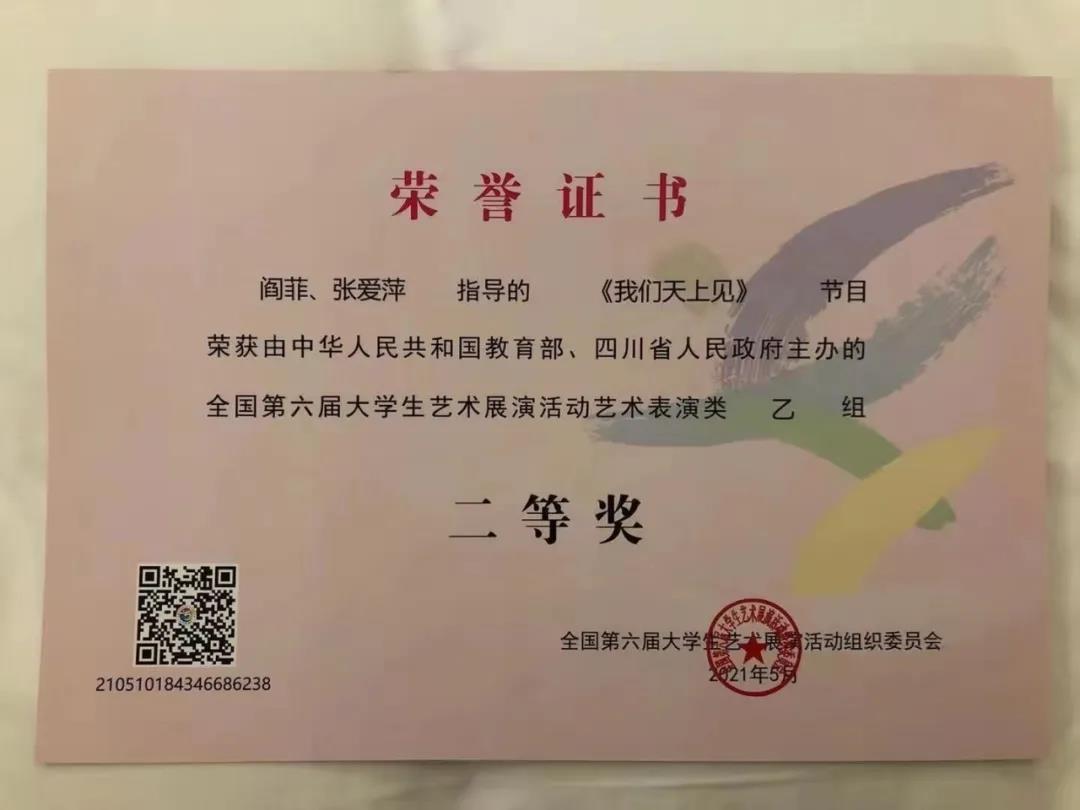 荣誉证书
阎菲、张爱萍 指导的 《我们天上见》 节目
荣获由中华人民共和国教育部、四川省人民政府主办的
全国第六届大学生艺术展演活动艺术表演类 乙 组
二等奖
210510184346686238
全国第六届大学生艺术展演活动组织委员会
2021年5月